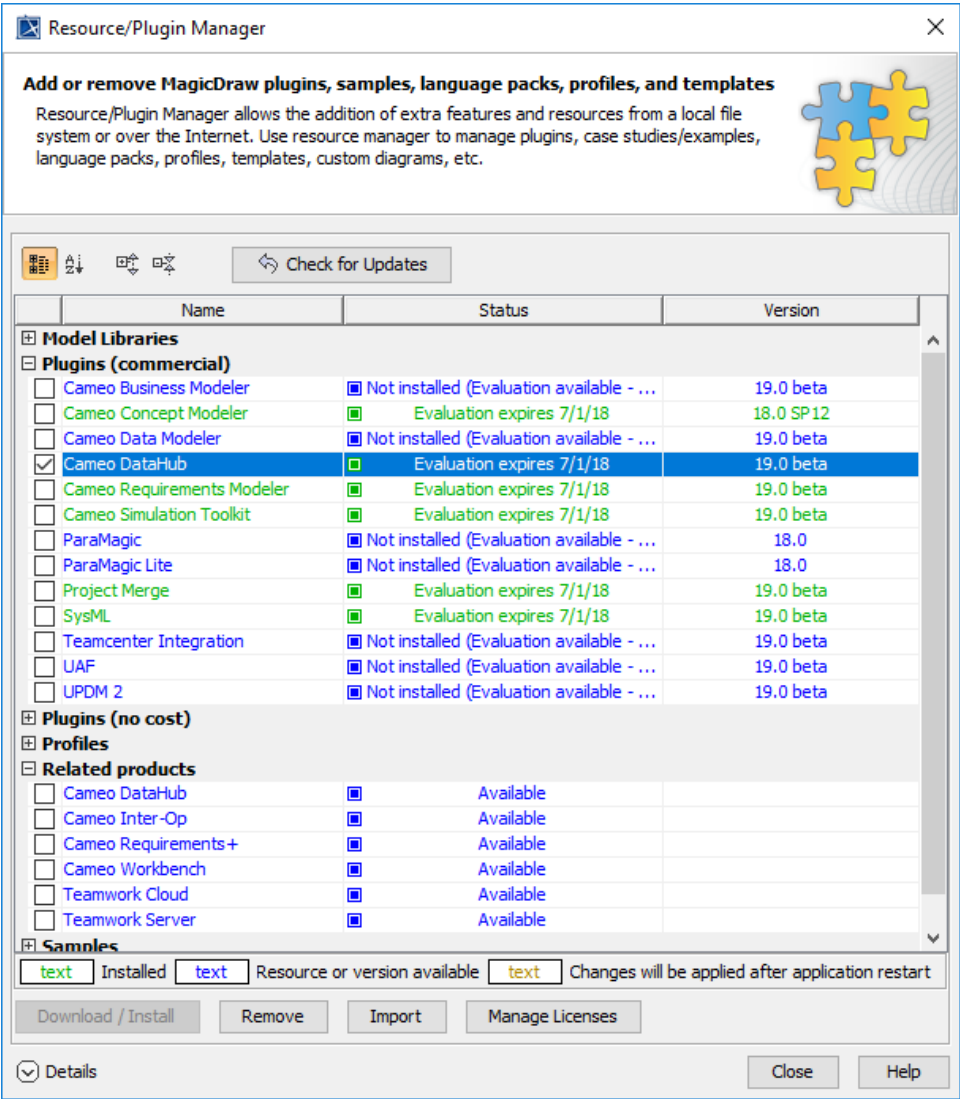 Resource/Plugin Manager
Add or remove MagicDraw plugins, samples, language packs, profiles, and templates
Resource/Plugin Manager allows the addition of extra features and resources from a local file
system or over the Internet. Use resource manager to manage plugins, case studies/examples,
language packs, profiles, templates, custom diagrams, etc.
Check for Updates
Name Status Version
Model Libraries
Plugins (commercial)
Cameo Business Modeler Not installed (Evaluation available - ... 19.0 beta
Cameo Concept Modeler Evaluation expires 7/1/18 18.0 SP12
Cameo Data Modeler Not installed (Evaluation available - ... 19.0 beta
Cameo DataHub Evaluation expires 7/1/18 19.0 beta
Cameo Requirements Modeler Evaluation expires 7/1/18 19.0 beta
Cameo Simulation Toolkit Evaluation expires 7/1/18 19.0 beta
ParaMagic Not installed (Evaluation available - ... 18.0
ParaMagic Lite Not installed (Evaluation available - ... 18.0
Project Merge Evaluation expires 7/1/18 19.0 beta
SysML Evaluation expires 7/1/18 19.0 beta
Teamcenter Integration Not installed (Evaluation available - ... 19.0 beta
UAF Not installed (Evaluation available - ... 19.0 beta
UPDM 2 Not installed (Evaluation available - ... 19.0 beta
Plugins (no cost)
Profiles
Related products
Cameo DataHub Available
Cameo Inter-Op Available
Cameo Requirements+ Available
Cameo Workbench Available
Teamwork Cloud Available
Teamwork Server Available
Samples
text Installed text Resource or version available text Changes will be applied after application restart
Download / Install Remove Import Manage Licenses
Details Close Help